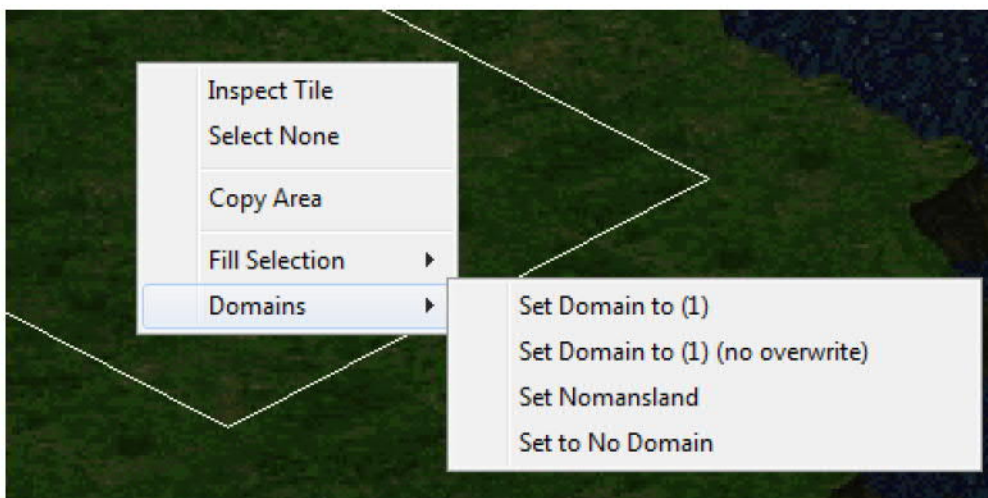 Inspect Tile
Select None
Copy Area
Fill Selection
Domains
Set Domain to (1)
Set Domain to (1) (no overwrite)
Set Nomansland
Set to No Domain